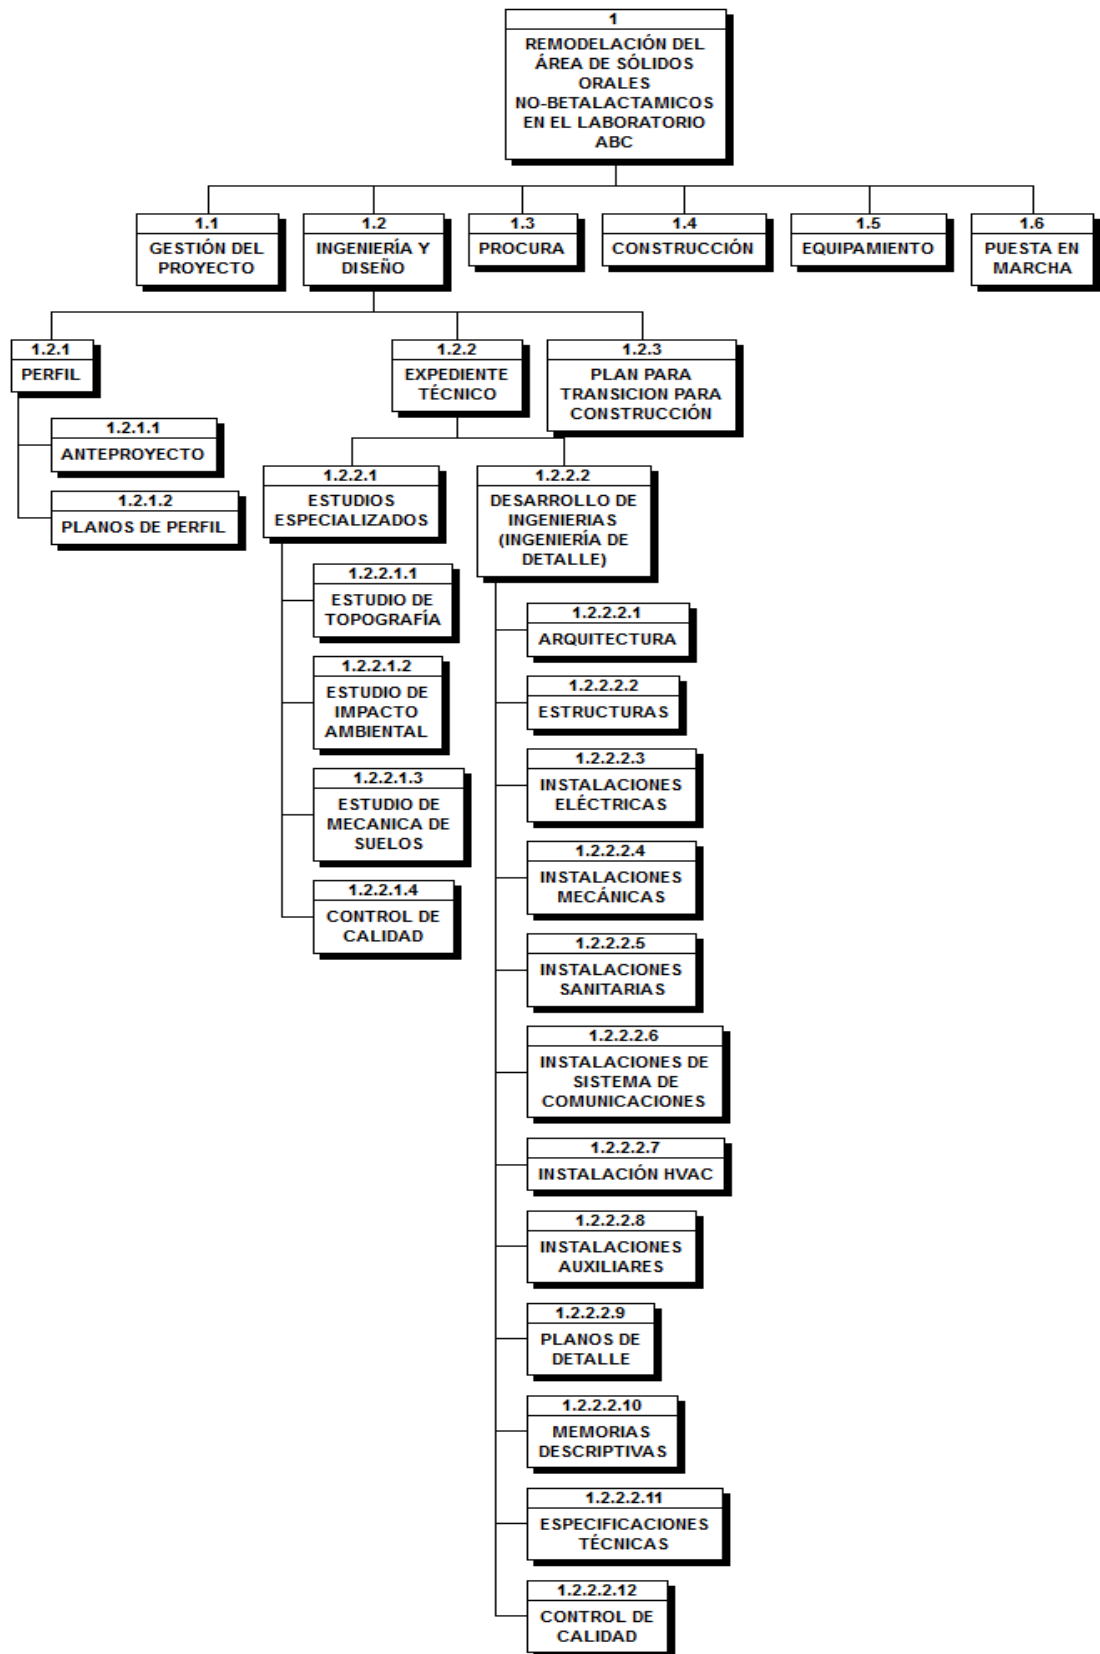 1
REMODELACIÓN DEL
ÁREA DE SÓLIDOS
ORALES
NO-BETALACTAMICOS
EN EL LABORATORIO
ABC
1.1
GESTIÓN DEL
PROYECTO
1.2
INGENIERÍA Y
DISEÑO
1.3
PROCURA
1.4
CONSTRUCCIÓN
1.5
EQUIPAMIENTO
1.6
PUESTA EN
MARCHA
1.2.1
PERFIL
1.2.1.1
ANTEPROYECTO
1.2.1.2
PLANOS DE PERFIL
1.2.2
EXPEDIENTE
TÉCNICO
1.2.3
PLAN PARA
TRANSICION PARA
CONSTRUCCIÓN
1.2.2.1
ESTUDIOS
ESPECIALIZADOS
1.2.2.1.1
ESTUDIO DE
TOPOGRAFÍA
1.2.2.1.2
ESTUDIO DE
IMPACTO
AMBIENTAL
1.2.2.1.3
ESTUDIO DE
MECANICA DE
SUELOS
1.2.2.1.4
CONTROL DE
CALIDAD
1.2.2.2
DESARROLLO DE
INGENIERIAS
(INGENIERÍA DE
DETALLE)
1.2.2.2.1
ARQUITECTURA
1.2.2.2.2
ESTRUCTURAS
1.2.2.2.3
INSTALACIONES
ELÉCTRICAS
1.2.2.2.4
INSTALACIONES
MECÁNICAS
1.2.2.2.5
INSTALACIONES
SANITARIAS
1.2.2.2.6
INSTALACIONES DE
SISTEMA DE
COMUNICACIONES
1.2.2.2.7
INSTALACIÓN HVAC
1.2.2.2.8
INSTALACIONES
AUXILIARES
1.2.2.2.9
PLANOS DE
DETALLE
1.2.2.2.10
MEMORIAS
DESCRIPTIVAS
1.2.2.2.11
ESPECIFICACIONES
TÉCNICAS
1.2.2.2.12
CONTROL DE
CALIDAD